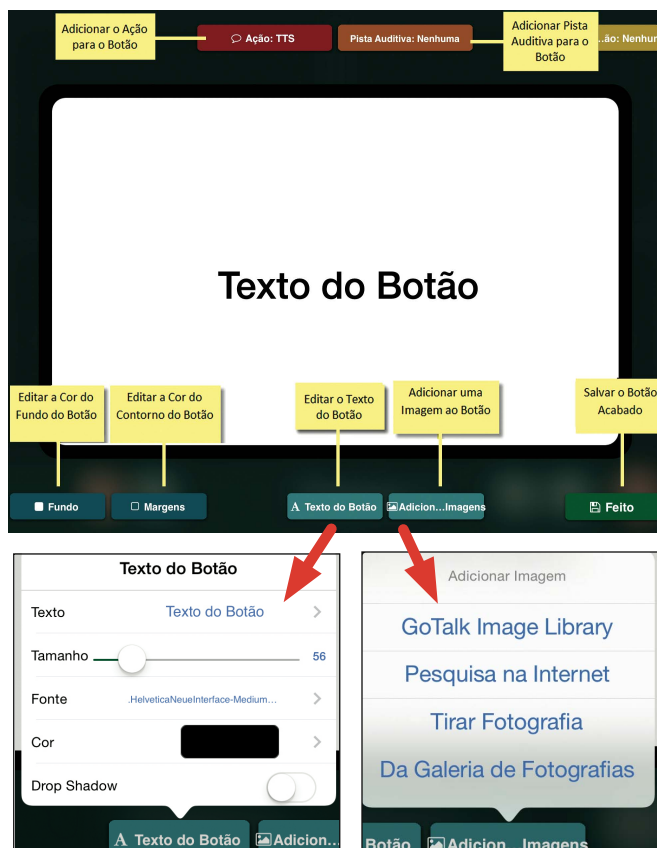 Adicionar o Ação
para o Botão
Ação: TTS
Pista Auditiva: Nenhuma
Adicionar Pista
Auditiva para o
Botão
...ão: Nenhum
Texto do Botão
Editar a Cor do
Fundo do Botão
Editar a Cor do
Contorno do Botão
Editar o Texto
do Botão
Adicionar uma
Imagem ao Botão
Salvar o Botão
Acabado
Fundo
Margens
A Texto do Botão
Adicion...Imagens
Feito
Texto do Botão
Texto
Texto do Botão
Tamanho
56
Fonte
.HelveticaNeueInterface-Medium...
Cor
Drop Shadow
A Texto do Botão
Adicion...
Adicionar Imagem
GoTalk Image Library
Pesquisa na Internet
Tirar Fotografia
Da Galeria de Fotografias
Botão
Adicion...Imagens